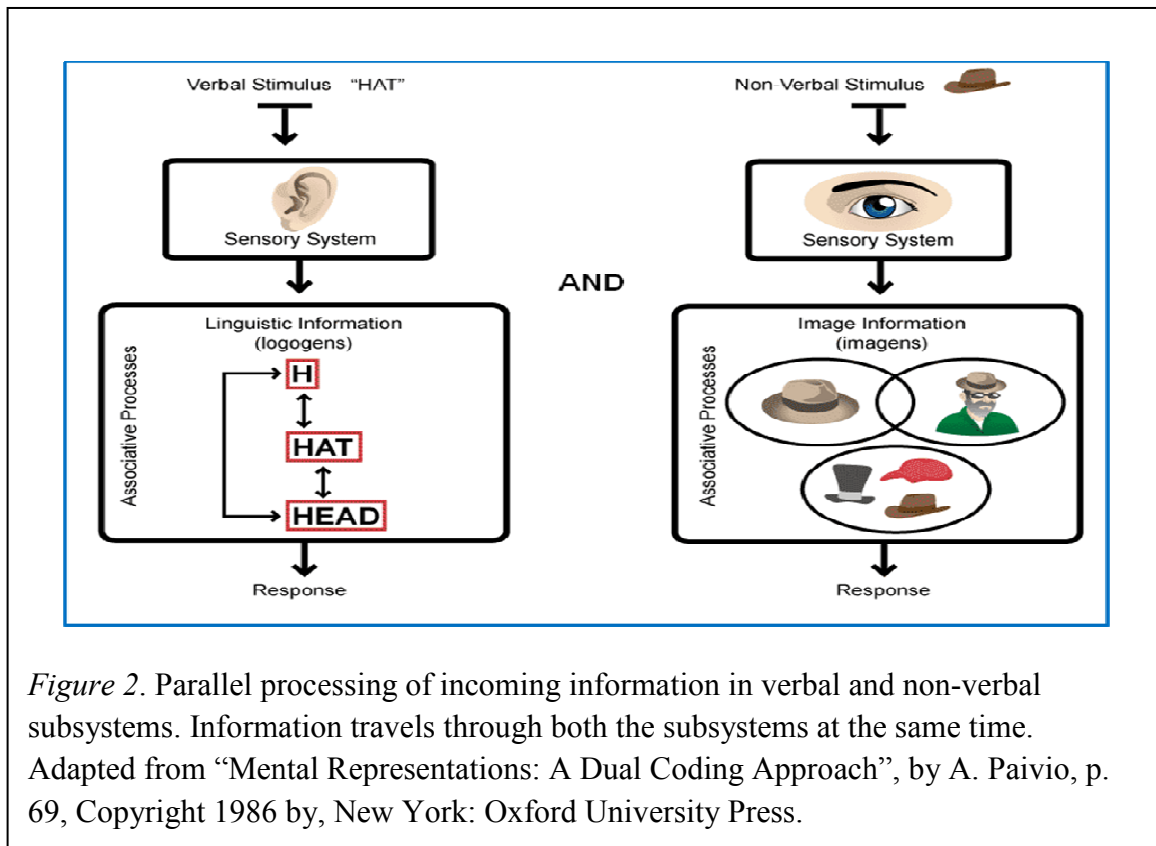 Verbal Stimulus "HAT"
Sensory System
Linguistic Information
(logogens)
Associative Processes
H
HAT
HEAD
Response
AND
Non-Verbal Stimulus
Sensory System
Image Information
(imagens)
Associative Processes
Response
Figure 2. Parallel processing of incoming information in verbal and non-verbal
subsystems. Information travels through both the subsystems at the same time.
Adapted from “Mental Representations: A Dual Coding Approach”, by A. Paivio, p.
69, Copyright 1986 by, New York: Oxford University Press.